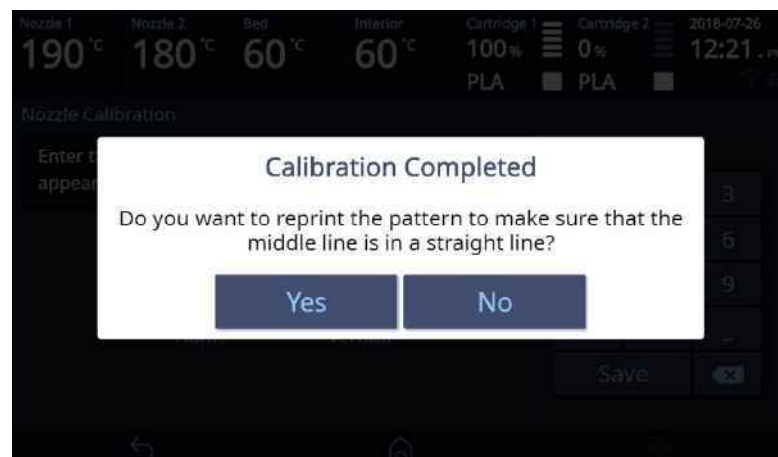 Nozzle 1 Nozzle 2 Bed Interior Cartridge 1 Cartridge 2 2018-07-26
190 °C 180 °C 60 °C 60 °C 100 % 0 % 12:21
PLA PLA
Nozzle Calibration
Enter
appear
Calibration Completed
Do you want to reprint the pattern to make sure that the
middle line is in a straight line?
Yes No
3
6
9
Save